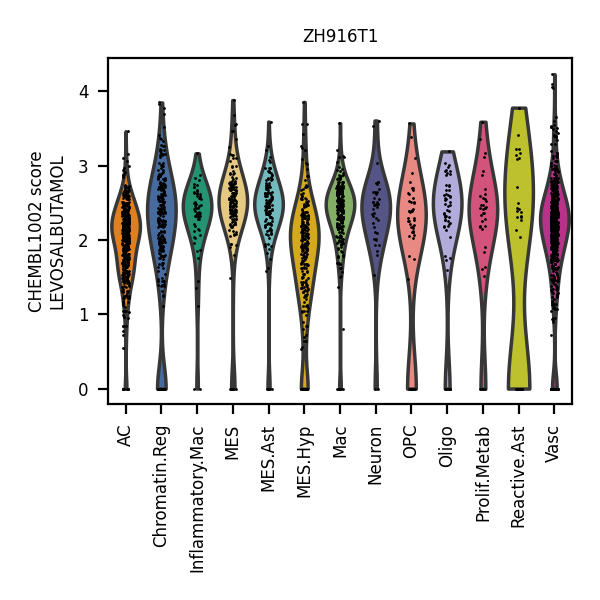 ZH916T1
CHEMBL1002 score
LEVOSALBUTAMOL
4
3
2
1
0
AC
Chromatin.Reg
Inflammatory.Mac
MES
MES.Ast
MES.Hyp
Mac
Neuron
OPC
Oligo
Prolif.Metab
Reactive.Ast
Vasc